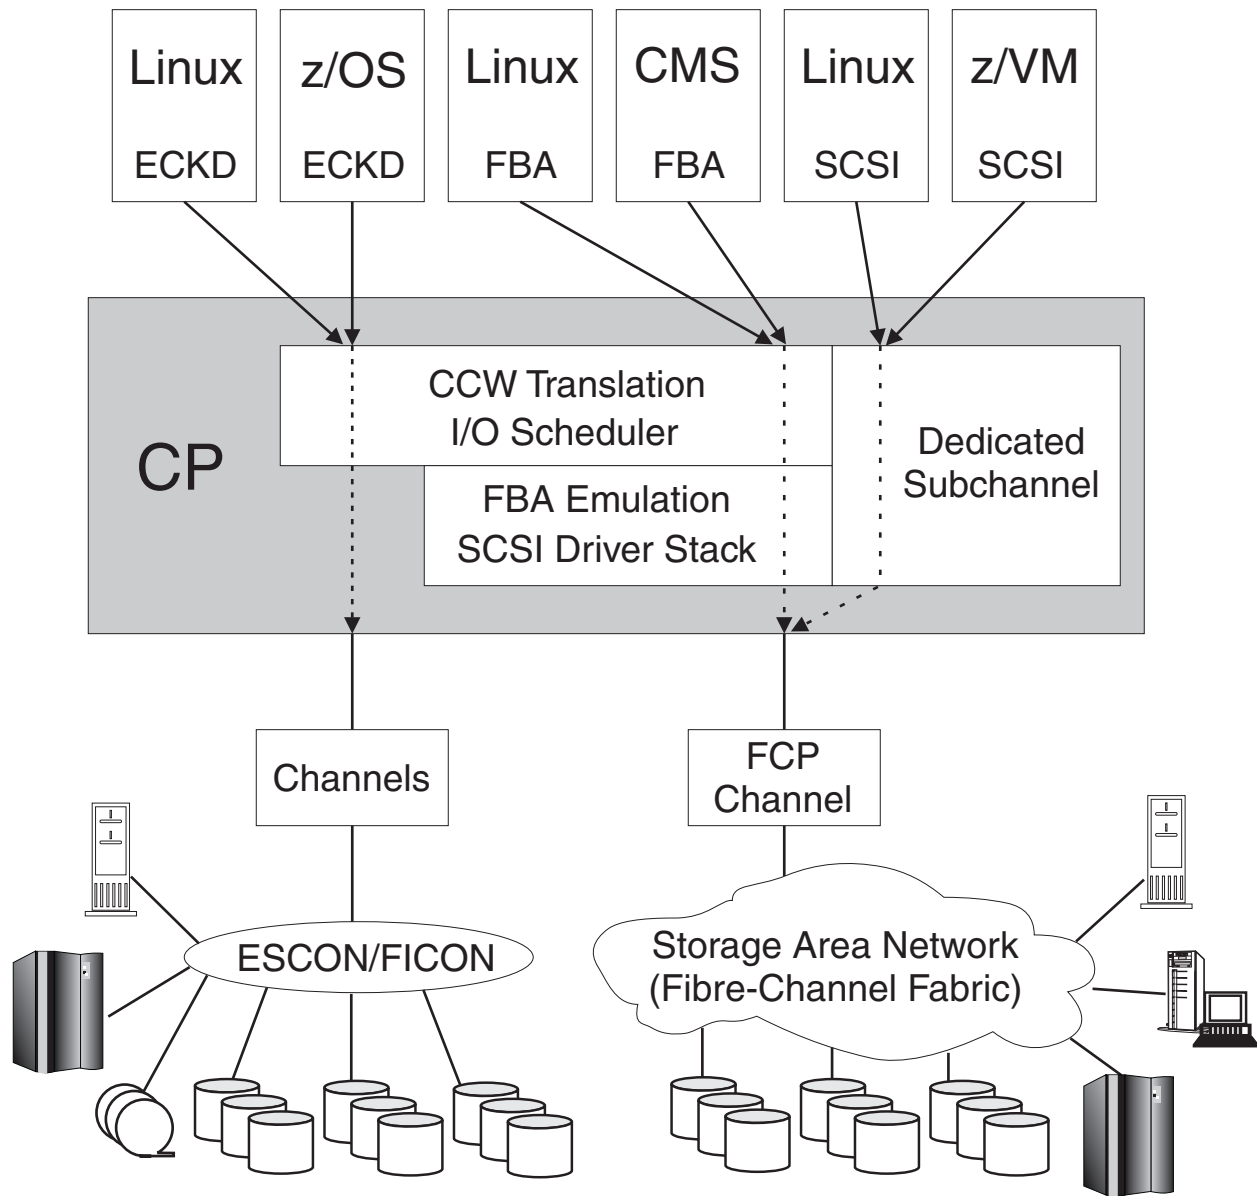 Linux
ECKD
z/OS
ECKD
Linux
FBA
CMS
FBA
Linux
SCSI
z/VM
SCSI
CP
CCW Translation
I/O Scheduler
FBA Emulation
SCSI Driver Stack
Dedicated
Subchannel
Channels
FCP
Channel
ESCON/FICON
Storage Area Network
(Fibre-Channel Fabric)